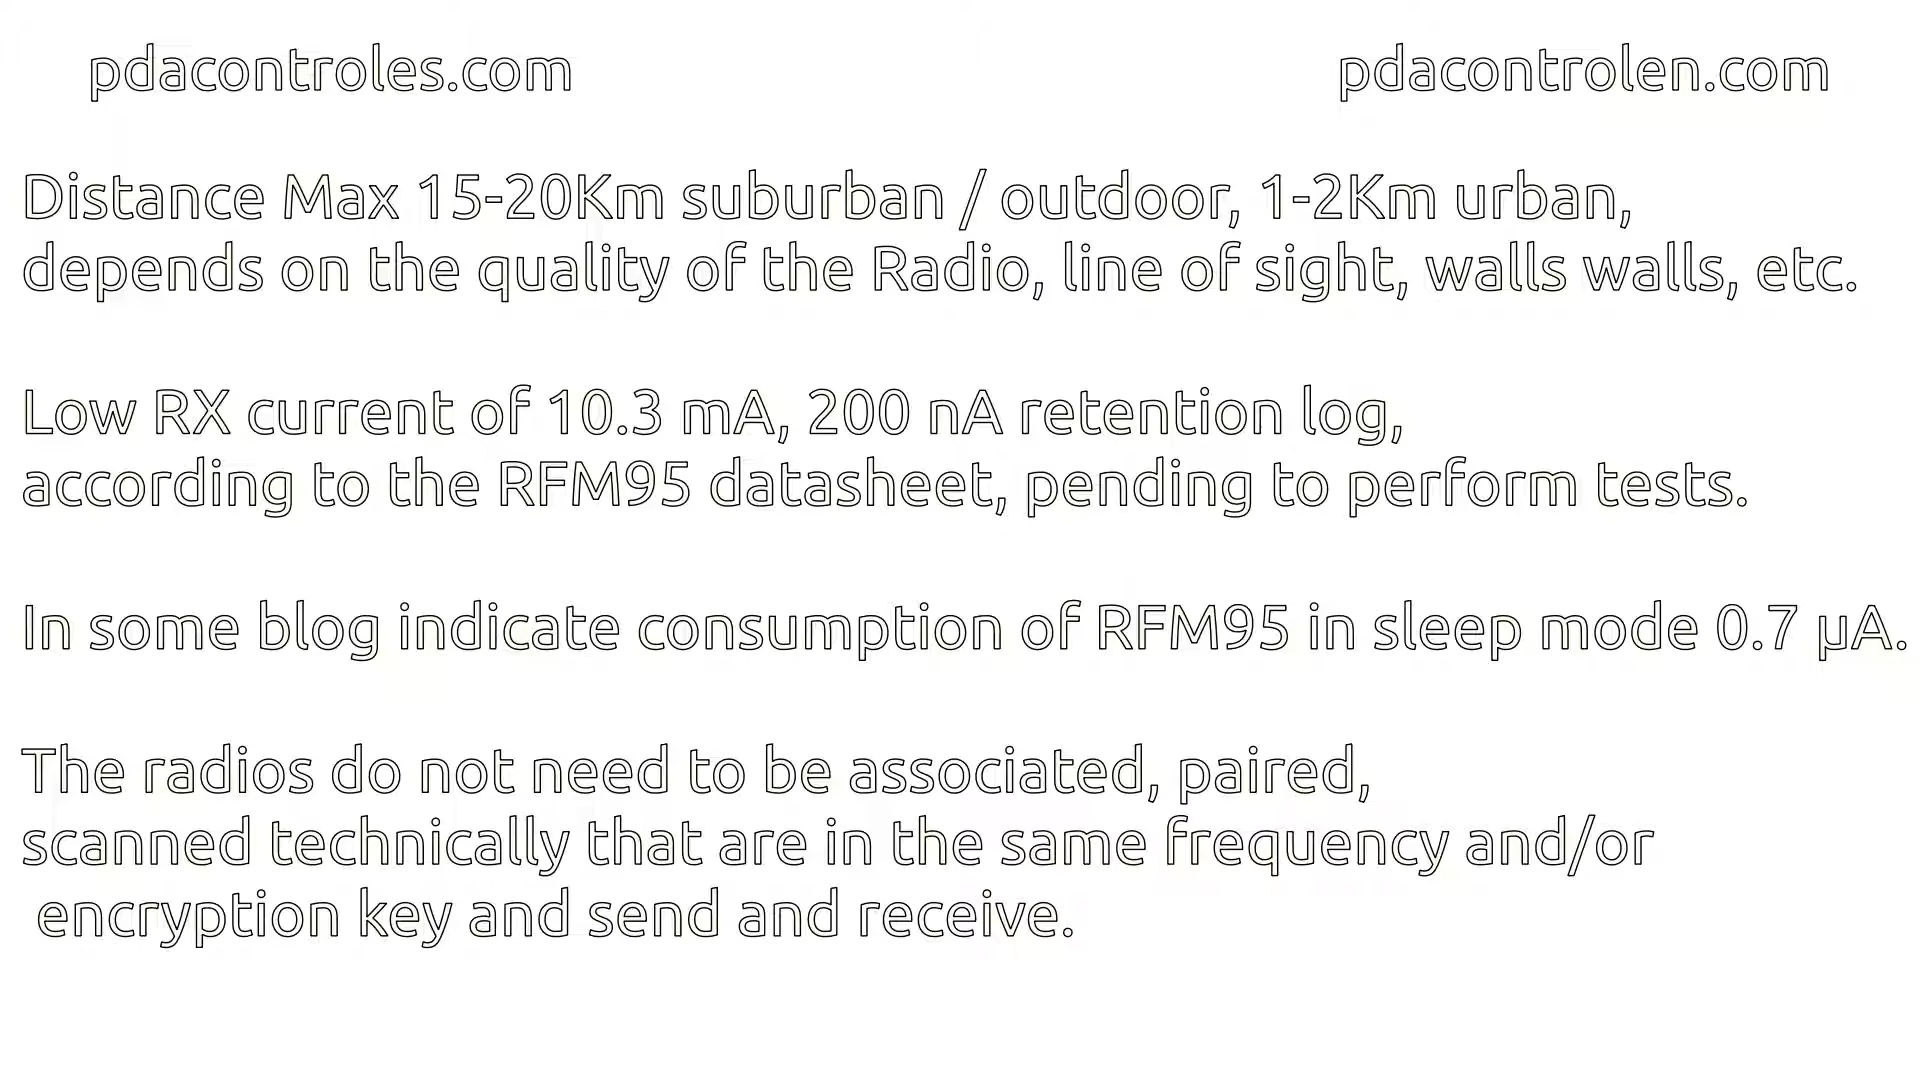 pdacontroles.com
pdacontrolen.com
Distance Max 15-20Km suburban / outdoor, 1-2Km urban,
depends on the quality of the Radio, line of sight, walls walls, etc.
Low RX current of 10.3 mA, 200 nA retention log,
according to the RFM95 datasheet, pending to perform tests.
In some blog indicate consumption of RFM95 in sleep mode 0.7 µA.
The radios do not need to be associated, paired,
scanned technically that are in the same frequency and/or
encryption key and send and receive.